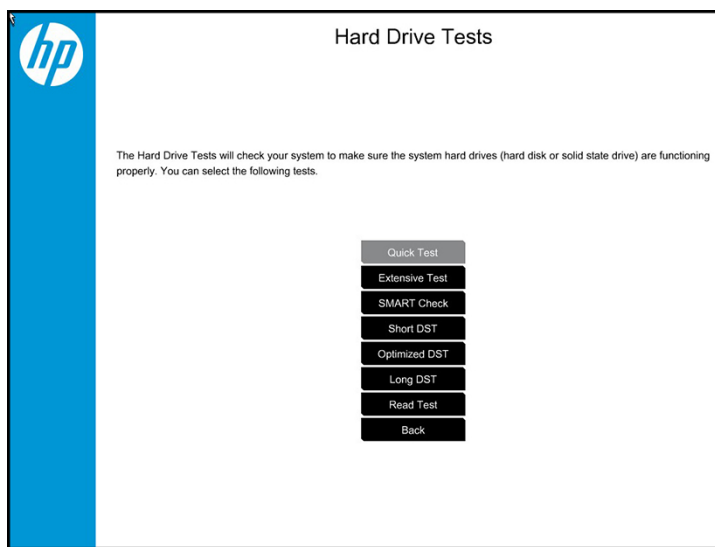 hp
Hard Drive Tests
The Hard Drive Tests will check your system to make sure the system hard drives (hard disk or solid state drive) are functioning
properly. You can select the following tests.
Quick Test
Extensive Test
SMART Check
Short DST
Optimized DST
Long DST
Read Test
Back